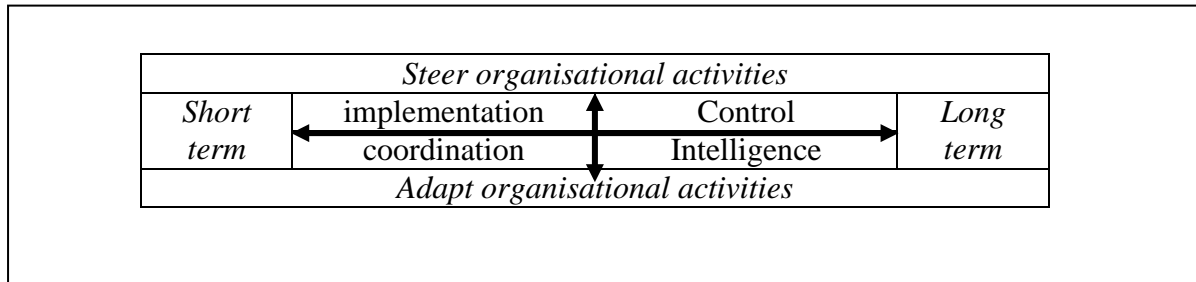 Steer organisational activities
Short implementation Control Long
term coordination Intelligence term
Adapt organisational activities